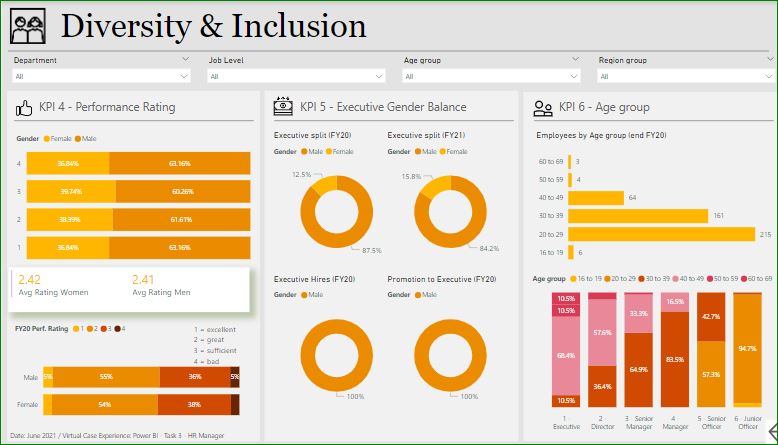 Diversity & Inclusion
Department
All
Job Level
All
Age group
All
Region group
All
KPI 4 - Performance Rating
Gender Female Male
4 36.84% 63.16%
3 39.74% 60.26%
2 38.39% 61.61%
1 36.84% 63.16%
2.42
Avg Rating Women
2.41
Avg Rating Men
FY20 Perf. Rating 1 2 3 4
1 = excellent
2 = great
3 = sufficient
4 = bad
Male 5% 55% 36% 5%
Female 54% 38%
Date: June 2021 / Virtual Case Experience: Power BI - Task 3 - HR Manager
KPI 5 - Executive Gender Balance
Executive split (FY20)
Gender Male Female
12.5%
87.5%
Executive split (FY21)
Gender Male Female
15.8%
84.2%
Executive Hires (FY20)
Gender Male
100%
Promotion to Executive (FY20)
Gender Male
100%
KPI 6 - Age group
Employees by Age group (end FY20)
60 to 69 3
50 to 59 4
40 to 49 64
30 to 39 161
20 to 29 215
16 to 19 6
Age group 16 to 19 20 to 29 30 to 39 40 to 49 50 to 59 60 to 69
10.5%
10.5%
68.4%
10.5%
57.6%
36.4%
33.3%
64.9%
16.5%
83.5%
42.7%
57.3%
94.7%
1 - Executive
2 Director
3 - Senior Manager
4 Manager
5 - Senior Officer
6 - Junior Officer